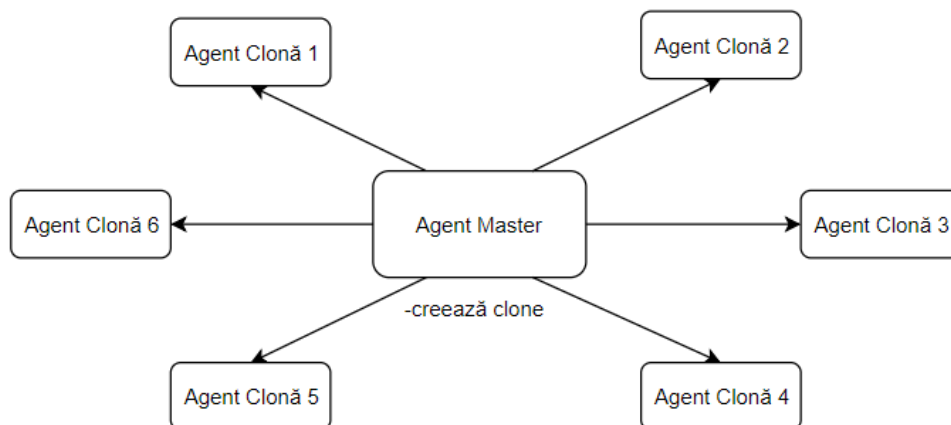 Agent Clonă 1
Agent Clonă 2
Agent Clonă 6
Agent Master
Agent Clonă 3
-creează clone
Agent Clonă 5
Agent Clonă 4